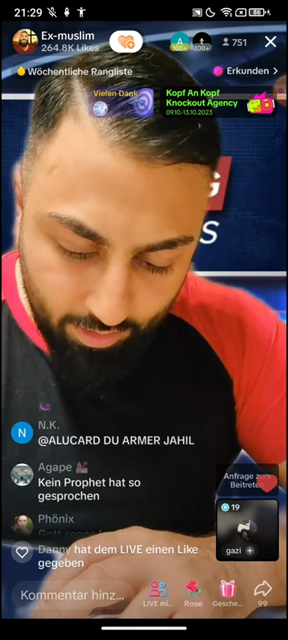 21:29
86
Ex-muslim
264.8K Likes
751
Wöchentliche Rangliste
Erkunden >
Vielen Dank
Kopf An Kopf
Knockout Agency
09.10-13.10.2023
G
S
N
N.K.
@ALUCARD DU ARMER JAHIL
Agape
Kein Prophet hat so
gesprochen
Phönix
Danny hat dem LIVE einen Like
gegeben
Anfrage zum
Beitreten
19
gazi +
Kommentar hinz...
LIVE mi...
Rose
Gesche...
99